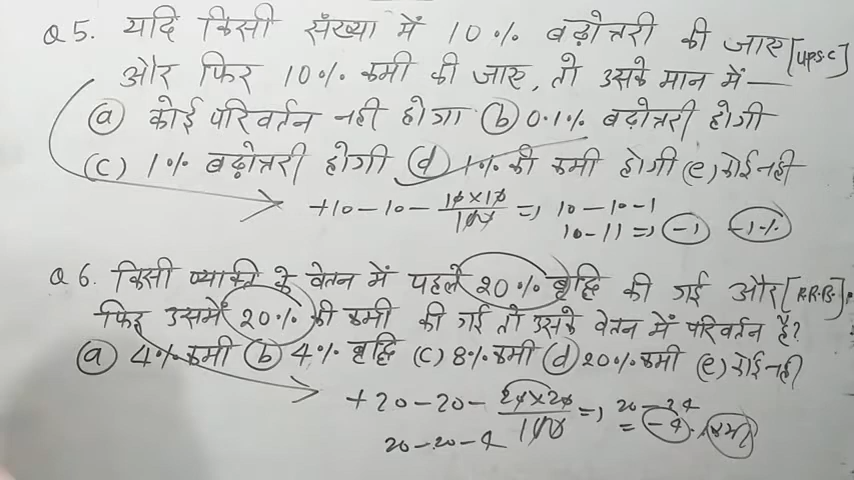 Q 5. यदि किसी सँख्या में 10% बढ़ोत्तरी की जाए [UPSC]
और फिर 10% कमी की जाए, तो उसके मान में —
(a) कोई परिवर्तन नही होगा (b) 0.1% बढ़ोत्तरी होगी
(c) 1% बढ़ोत्तरी होगी (d) 1% की कमी होगी (e) कोई नही
+10 - 10 - 10×10/100 => 10 - 10 - 1
10 - 11 => -1 -1%
Q 6. किसी व्यक्ति के वेतन में पहले 20% बृद्धि की गई और [R.R.B.]
फिर उसमें 20% की कमी की गई तो उसके वेतन में परिवर्तन है?
(a) 4% कमी (b) 4% बृद्धि (c) 8% कमी (d) 20% कमी (e) कोई नही
+20 - 20 - 20×20/100 => 20 - 24
20 - 20 - 4 = -4% कमी